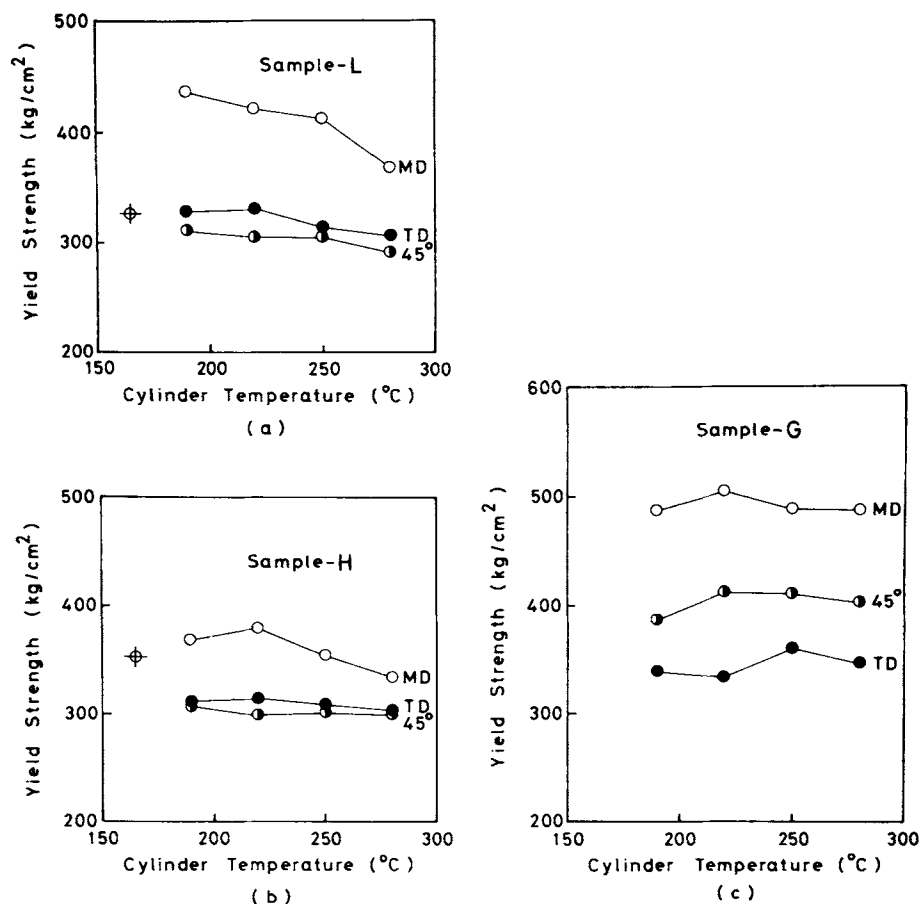 500
400
300
200
Yield Strength (kg/cm²)
Sample-L
MD
TD
45°
150 200 250 300
Cylinder Temperature (°C)
(a)
500
400
300
200
Yield Strength (kg/cm²)
Sample-H
MD
TD
45°
150 200 250 300
Cylinder Temperature (°C)
(b)
600
500
400
300
200
Yield Strength (kg/cm²)
Sample-G
MD
45°
TD
150 200 250 300
Cylinder Temperature (°C)
(c)